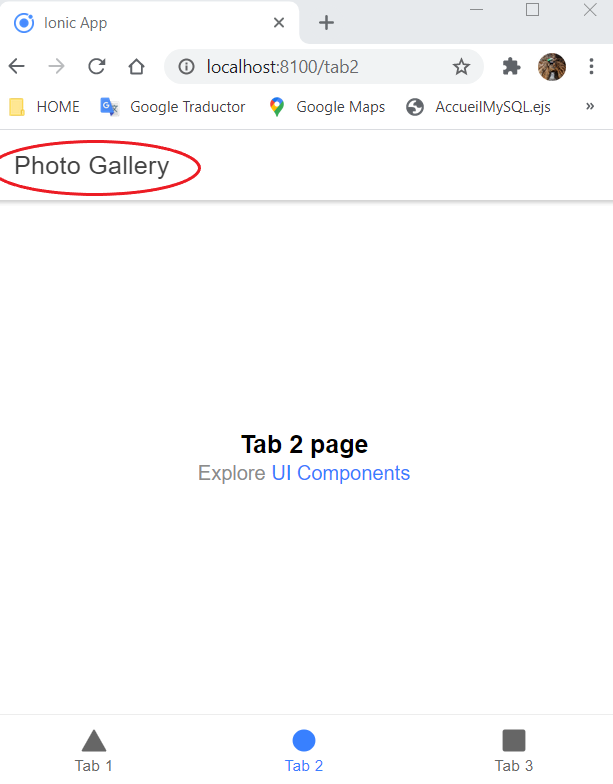 Ionic App
localhost:8100/tab2
HOME Google Traductor Google Maps AccueilMySQL.ejs »
Photo Gallery
Tab 2 page
Explore UI Components
Tab 1 Tab 2 Tab 3